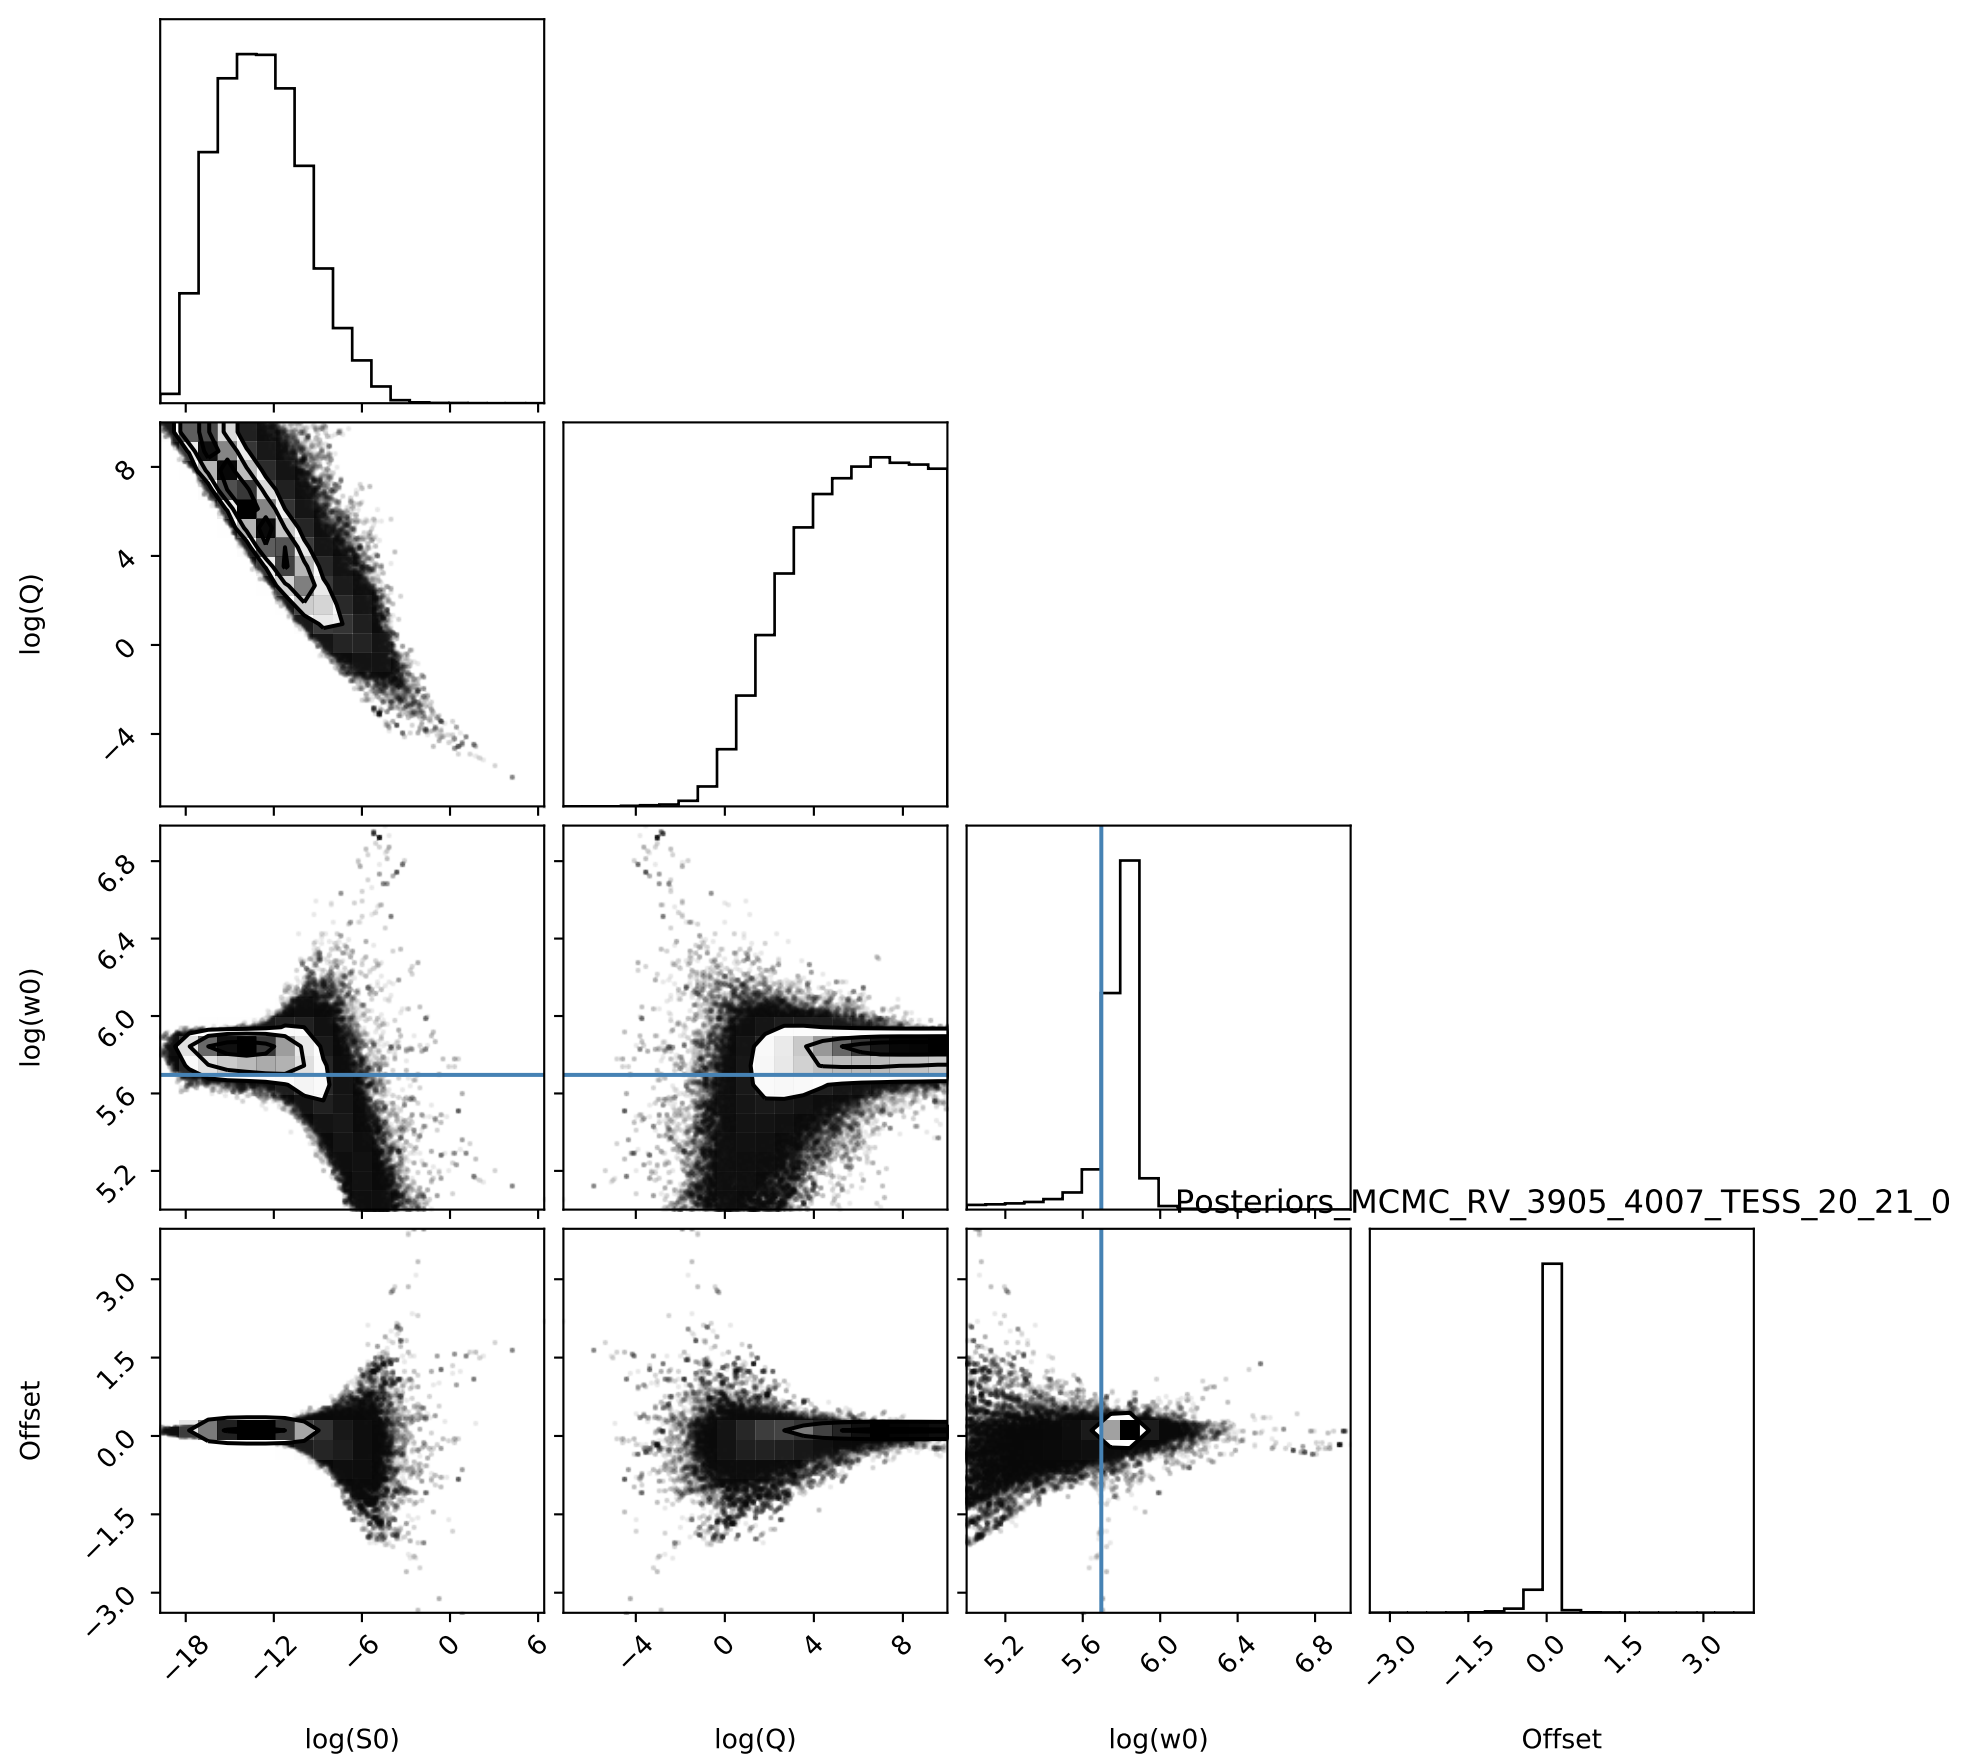 log(Q)
8
4
0
−4
log(w0)
6.8
6.4
6.0
5.6
5.2
Posteriors_MCMC_RV_3905_4007_TESS_20_21_0
Offset
3.0
1.5
0.0
−1.5
−3.0
−18 −12 −6 0 6 −4 0 4 8 5.2 5.6 6.0 6.4 6.8 −3.0 −1.5 0.0 1.5 3.0
log(S0) log(Q) log(w0) Offset